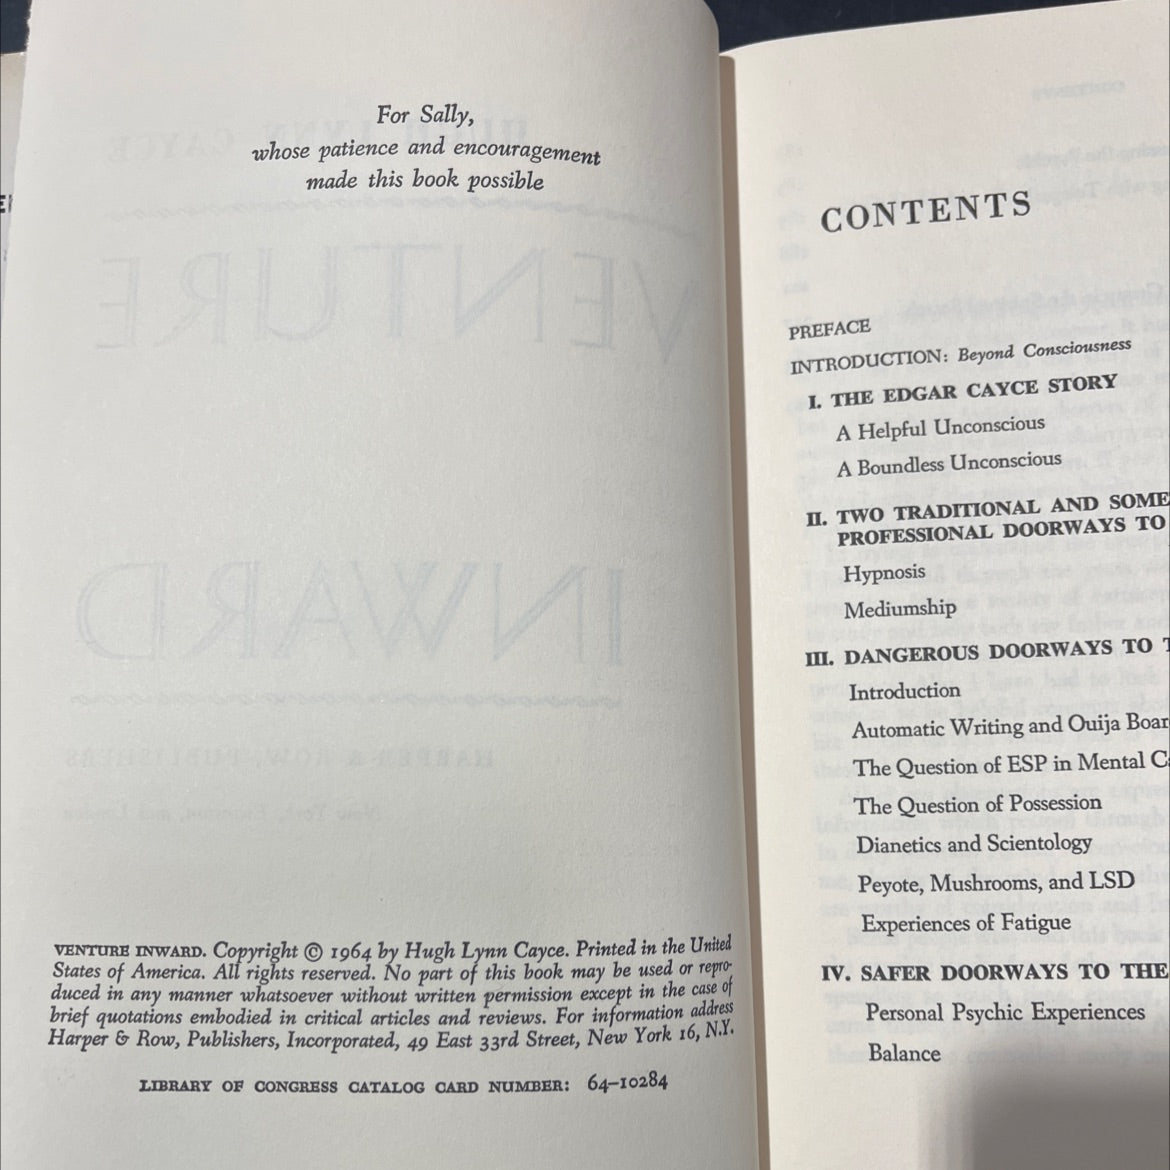 For Sally,
whose patience and encouragement
made this book possible
VENTURE
INWARD
HARPER & ROW, PUBLISHERS
VENTURE INWARD. Copyright © 1964 by Hugh Lynn Cayce. Printed in the United
States of America. All rights reserved. No part of this book may be used or repro-
duced in any manner whatsoever without written permission except in the case of
brief quotations embodied in critical articles and reviews. For information address
Harper & Row, Publishers, Incorporated, 49 East 33rd Street, New York 16, N.Y.
LIBRARY OF CONGRESS CATALOG CARD NUMBER: 64-10284
CONTENTS
PREFACE
INTRODUCTION: Beyond Consciousness
I. THE EDGAR CAYCE STORY
A Helpful Unconscious
A Boundless Unconscious
II. TWO TRADITIONAL AND SOME
PROFESSIONAL DOORWAYS TO
Hypnosis
Mediumship
III. DANGEROUS DOORWAYS TO T
Introduction
Automatic Writing and Ouija Boar
The Question of ESP in Mental Ca
The Question of Possession
Dianetics and Scientology
Peyote, Mushrooms, and LSD
Experiences of Fatigue
IV. SAFER DOORWAYS TO THE
Personal Psychic Experiences
Balance